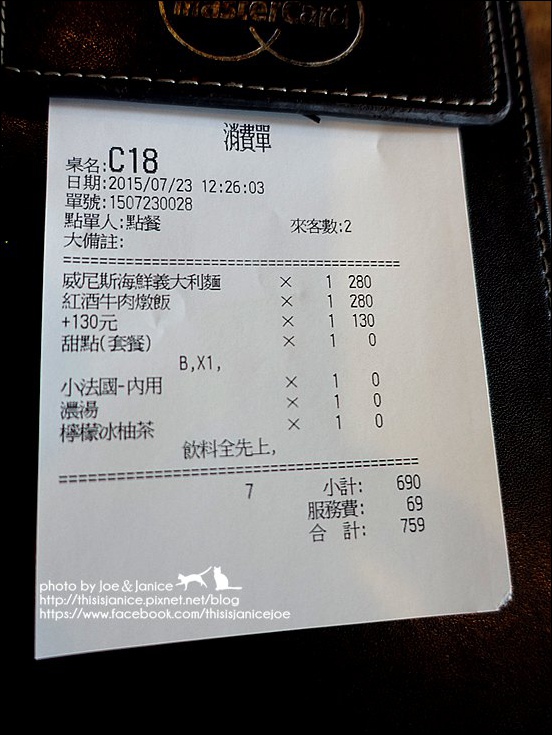 MasterCard
消費單
桌名:C18
日期:2015/07/23 12:26:03
單號:1507230028
點單人:點餐 來客數:2
大備註:
威尼斯海鮮義大利麵 × 1 280
紅酒牛肉燉飯 × 1 280
+130元 × 1 130
甜點(套餐) × 1 0
B,X1,
小法國-內用 × 1 0
濃湯 × 1 0
檸檬冰柚茶 × 1 0
飲料全先上,
7 小計: 690
服務費: 69
合 計: 759
photo by Joe & Janice
http://thisisjanice.pixnet.net/blog
https://www.facebook.com/thisisjanicejoe